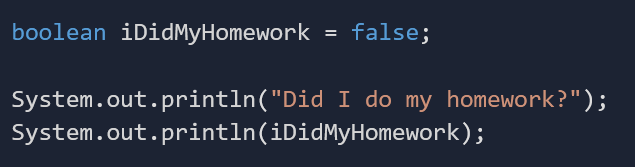 boolean iDidMyHomework = false;
System.out.println("Did I do my homework?");
System.out.println(iDidMyHomework);